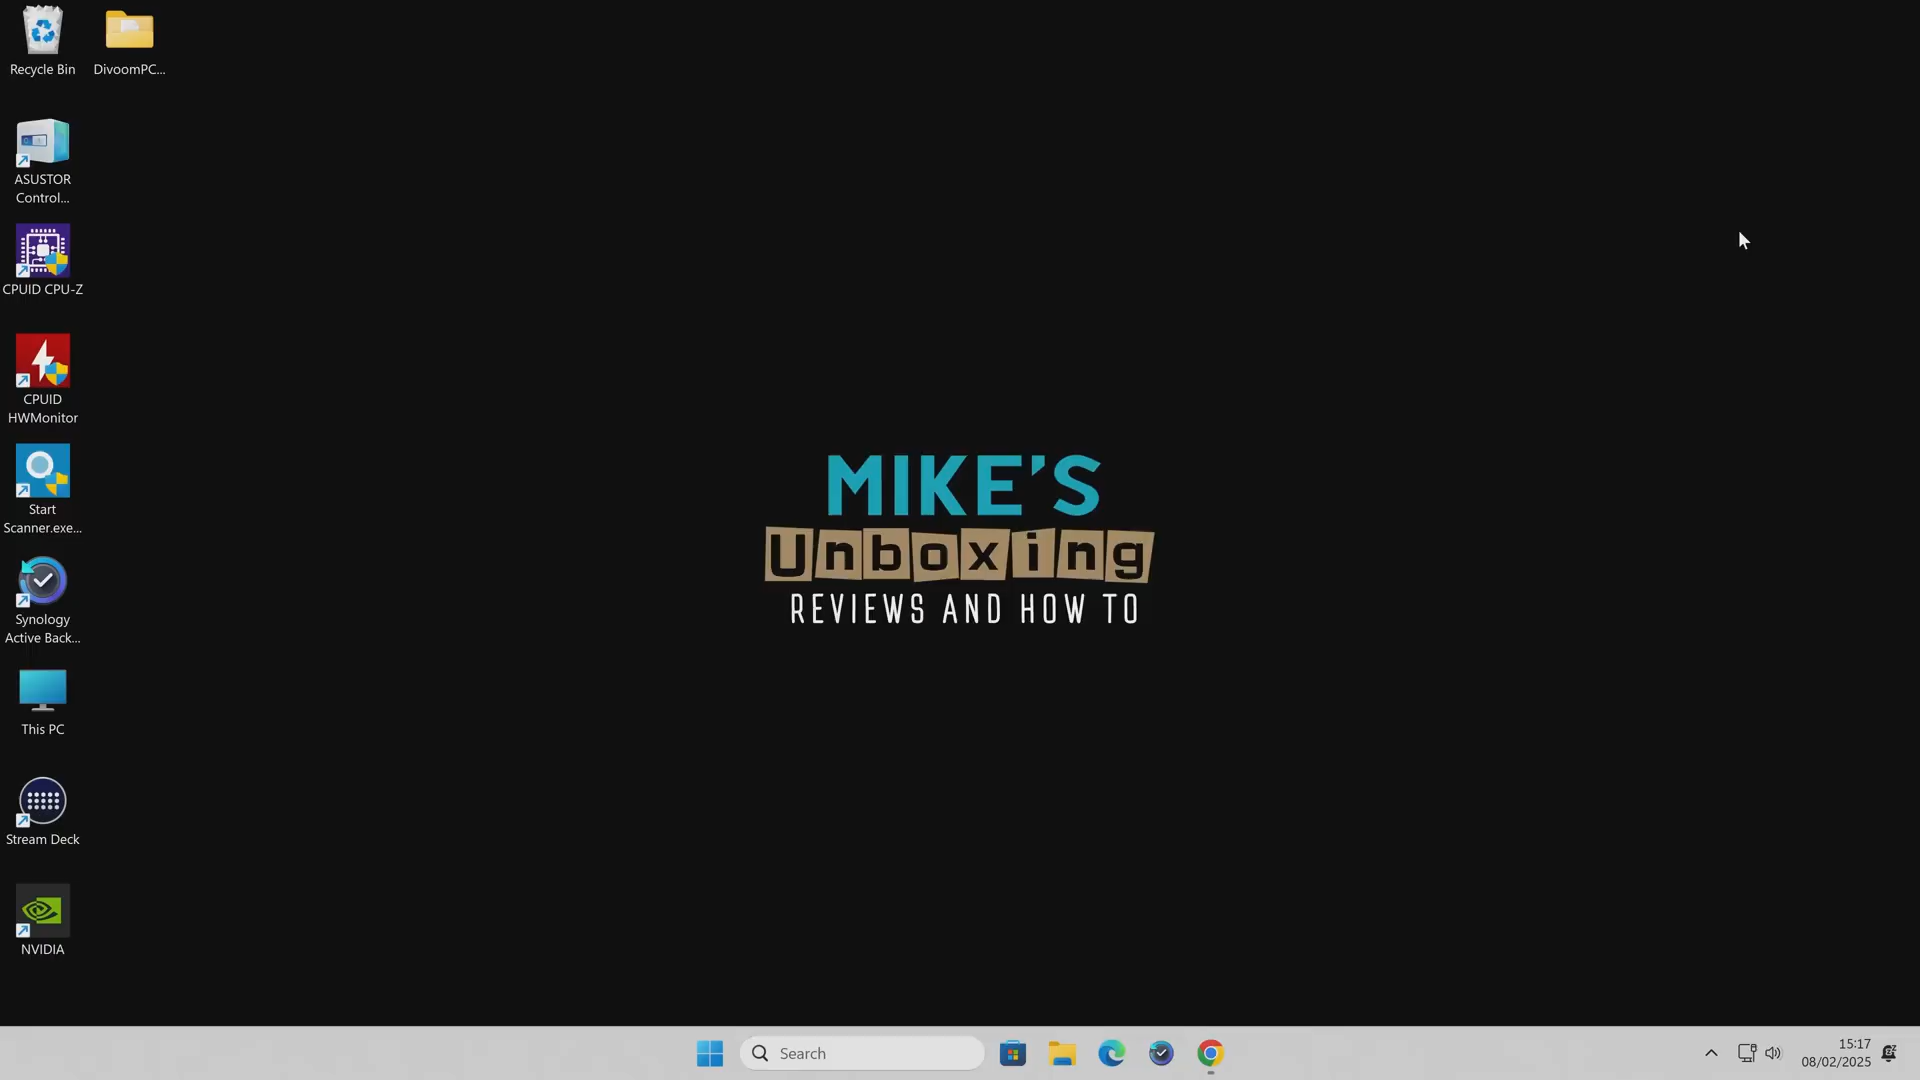 Recycle Bin
DivoomPC...
ASUSTOR
Control...
CPUID CPU-Z
CPUID
HWMonitor
Start
Scanner.exe...
Synology
Active Back...
This PC
Stream Deck
NVIDIA
MIKE'S
Unboxing
REVIEWS AND HOW TO
Search
15:17
08/02/2025